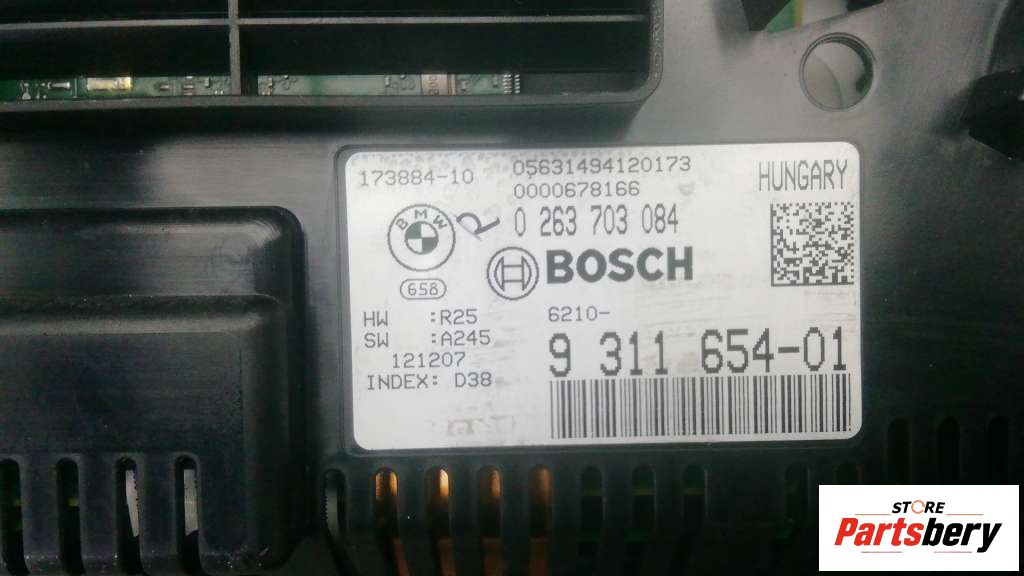 173884-10
05631494120173
0000678166
HUNGARY
BMW
R
0 263 703 084
BOSCH
658
HW :R25
SW :A245
121207
INDEX: D38
6210-
9 311 654-01
STORE
Partsbery